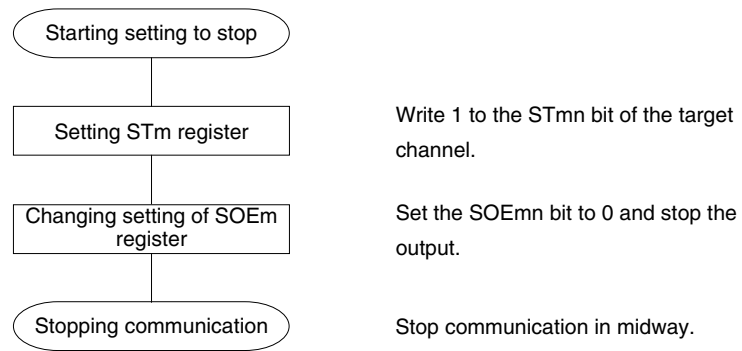 Starting setting to stop
Setting STm register
Write 1 to the STmn bit of the target
channel.
Changing setting of SOEm
register
Set the SOEmn bit to 0 and stop the
output.
Stopping communication
Stop communication in midway.